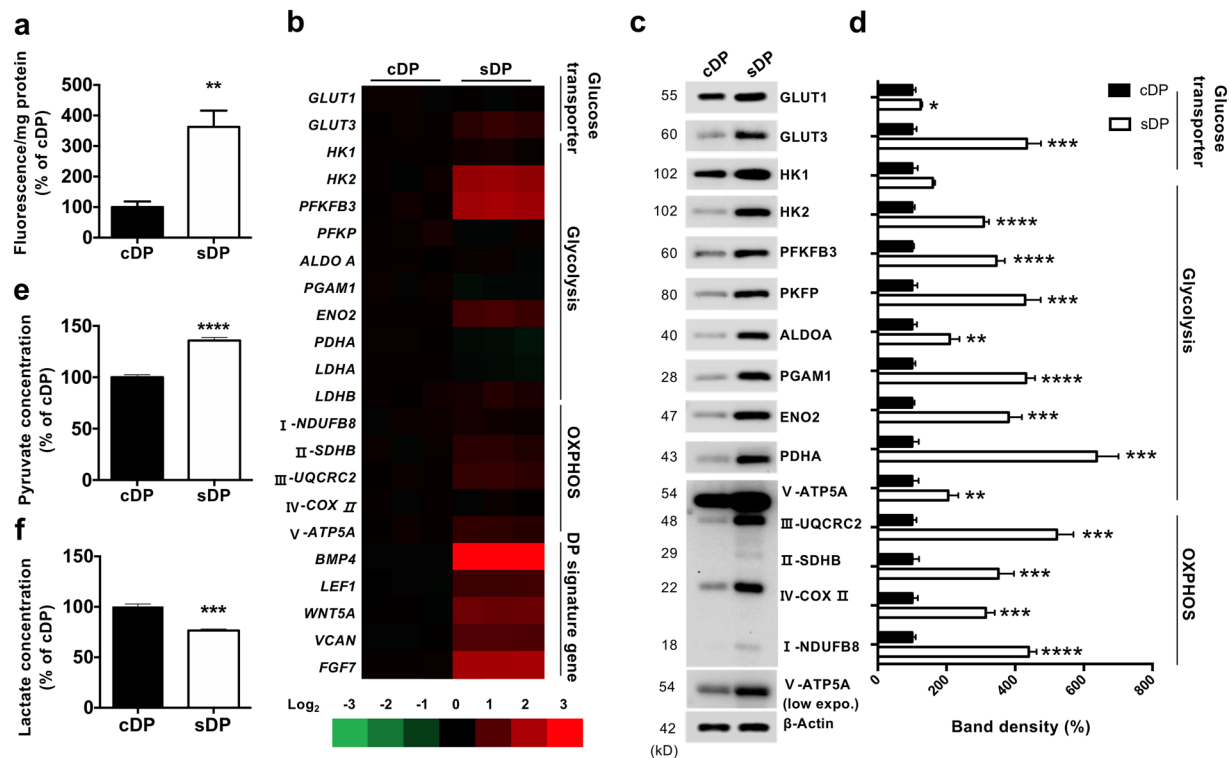 a
Fluorescence/mg protein
(% of cDP)
500
400
300
200
100
0
**
cDP
sDP
b
cDP
sDP
GLUT1
GLUT3
HK1
HK2
PFKFB3
PFKP
ALDO A
PGAM1
ENO2
PDHA
LDHA
LDHB
I-NDUFB8
II-SDHB
III-UQCRC2
IV-COX II
V-ATP5A
BMP4
LEF1
WNT5A
VCAN
FGF7
Glucose
transporter
Glycolysis
OXPHOS
DP signature gene
Log2
-3
-2
-1
0
1
2
3
c
cDP
sDP
55 GLUT1
60 GLUT3
102 HK1
102 HK2
60 PFKFB3
80 PKFP
40 ALDOA
28 PGAM1
47 ENO2
43 PDHA
54 V-ATP5A
48 III-UQCRC2
29 II-SDHB
22 IV-COX II
18 I-NDUFB8
54 V-ATP5A
(low expo.)
42 β-Actin
(kD)
d
cDP
sDP
*
***
****
****
***
**
****
***
***
**
***
***
***
****
0
200
400
600
800
Band density (%)
Glucose
transporter
Glycolysis
OXPHOS
e
Pyruvate concentration
(% of cDP)
150
100
50
0
****
cDP
sDP
f
Lactate concentration
(% of cDP)
150
100
50
0
***
cDP
sDP